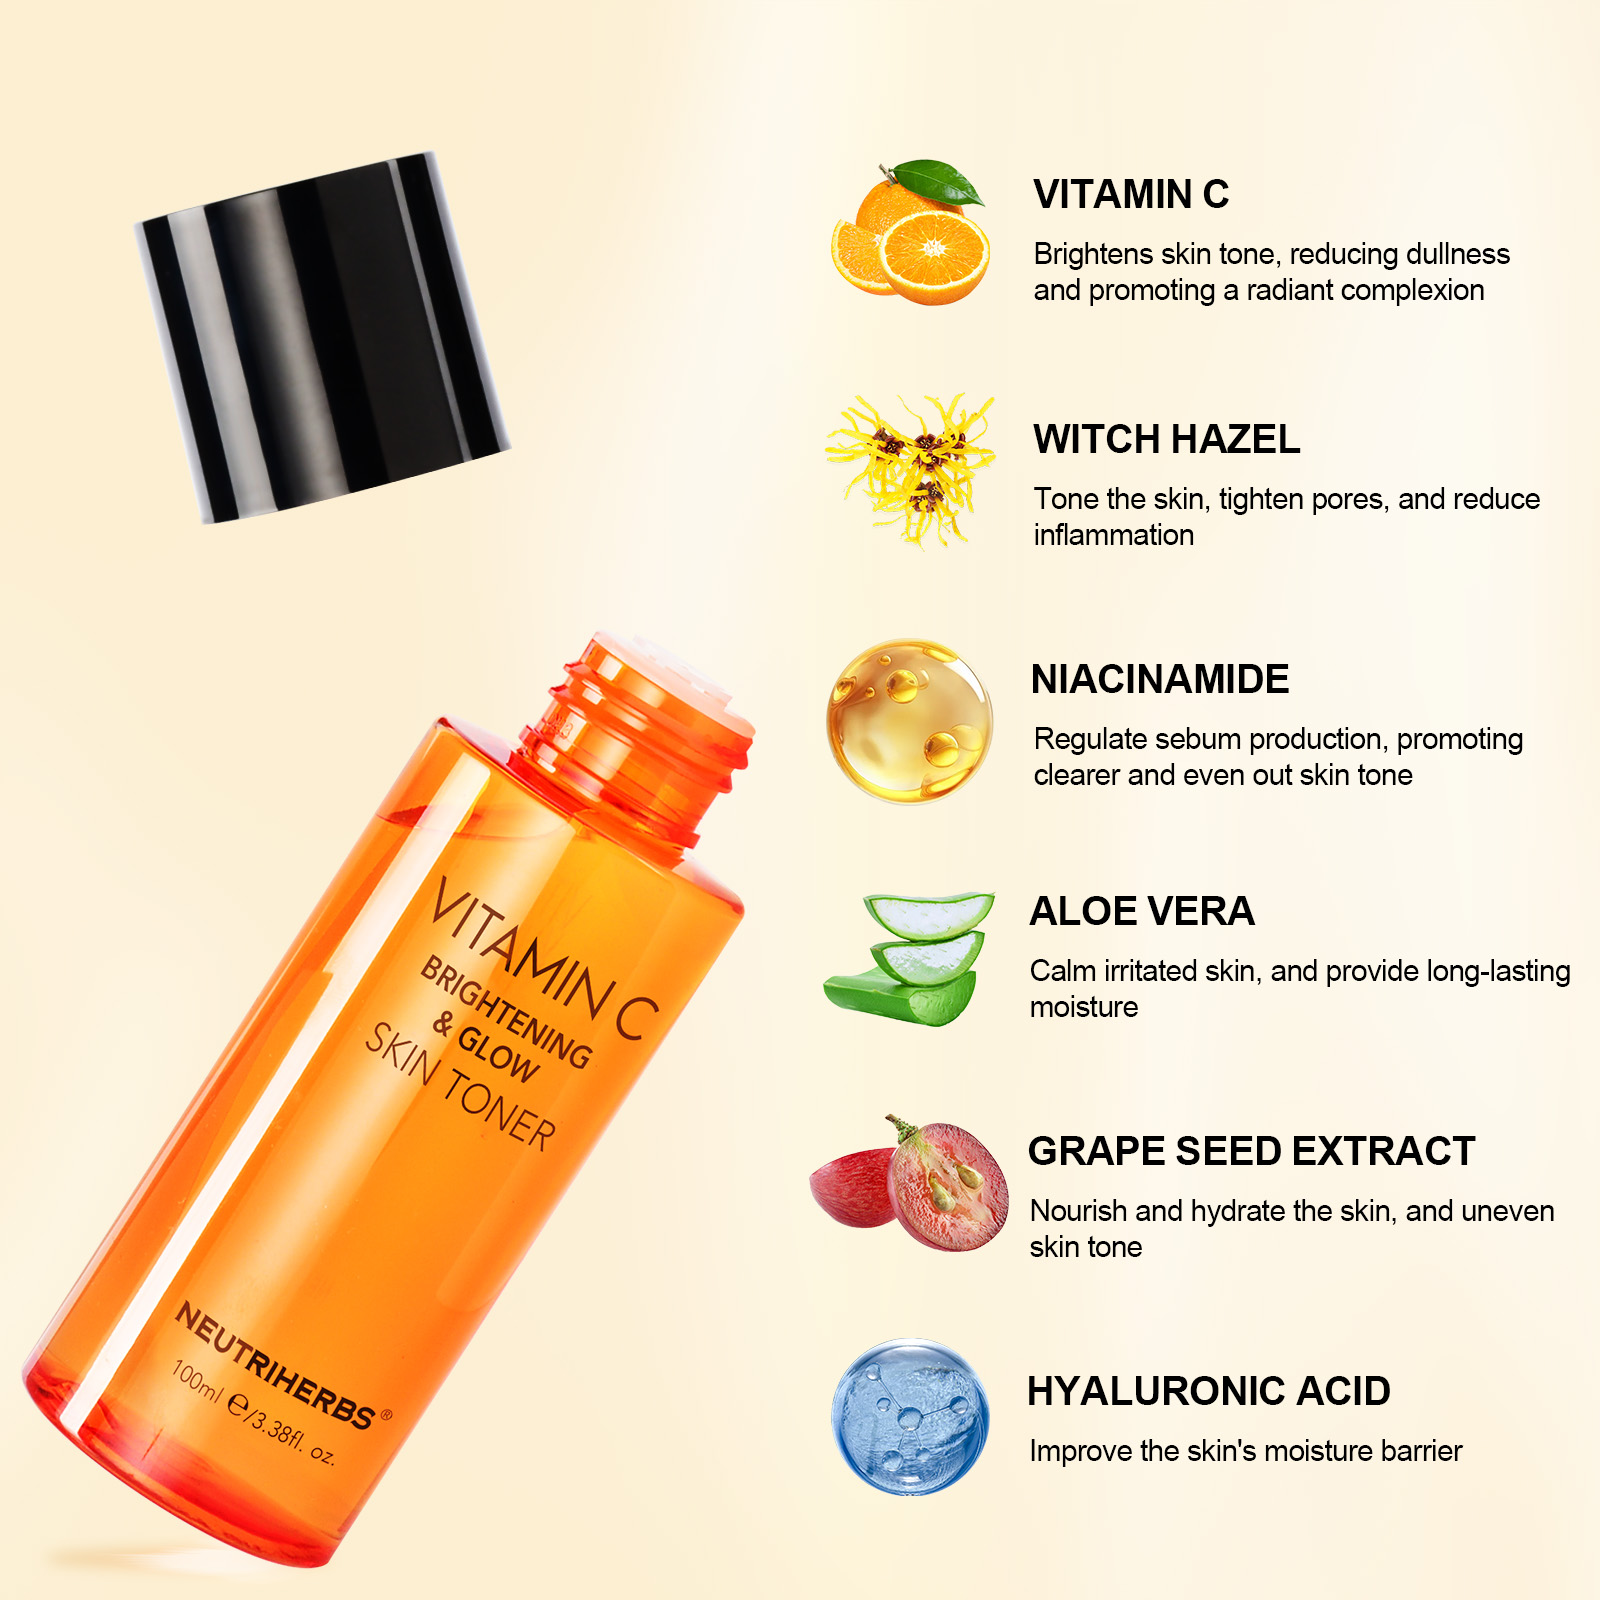 VITAMIN C
Brightens skin tone, reducing dullness
and promoting a radiant complexion
WITCH HAZEL
Tone the skin, tighten pores, and reduce
inflammation
NIACINAMIDE
Regulate sebum production, promoting
clearer and even out skin tone
ALOE VERA
Calm irritated skin, and provide long-lasting
moisture
GRAPE SEED EXTRACT
Nourish and hydrate the skin, and uneven
skin tone
HYALURONIC ACID
Improve the skin's moisture barrier
VITAMIN C
BRIGHTENING
& GLOW
SKIN TONER
NEUTRIHERBS®
100ml ℮/3.38fl. oz.